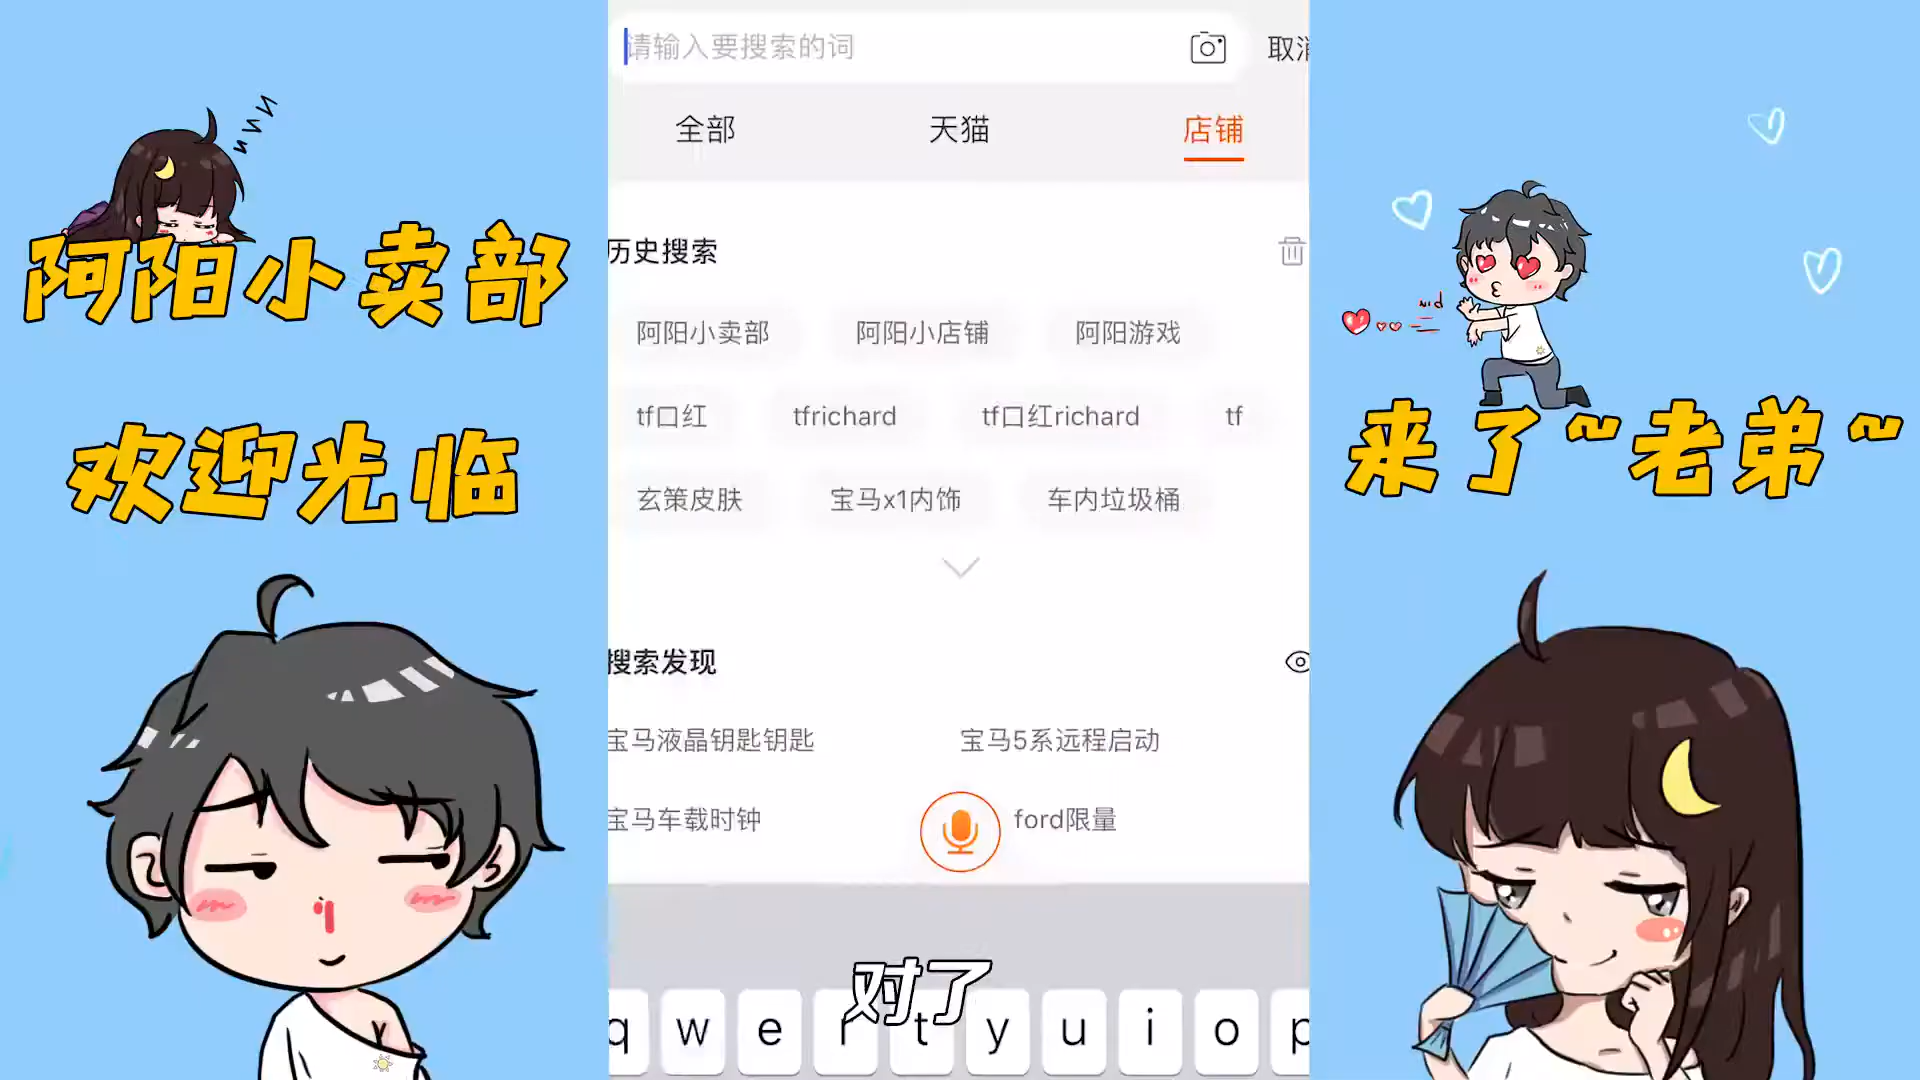 请输入要搜索的词
取消
全部 天猫 店铺
历史搜索
阿阳小卖部 阿阳小店铺 阿阳游戏
tf口红 tfrichard tf口红richard tf
玄策皮肤 宝马x1内饰 车内垃圾桶
搜索发现
宝马液晶钥匙钥匙 宝马5系远程启动
宝马车载时钟 ford限量
q w e r t y u i o p
对了
阿阳小卖部
欢迎光临
来了~老弟~